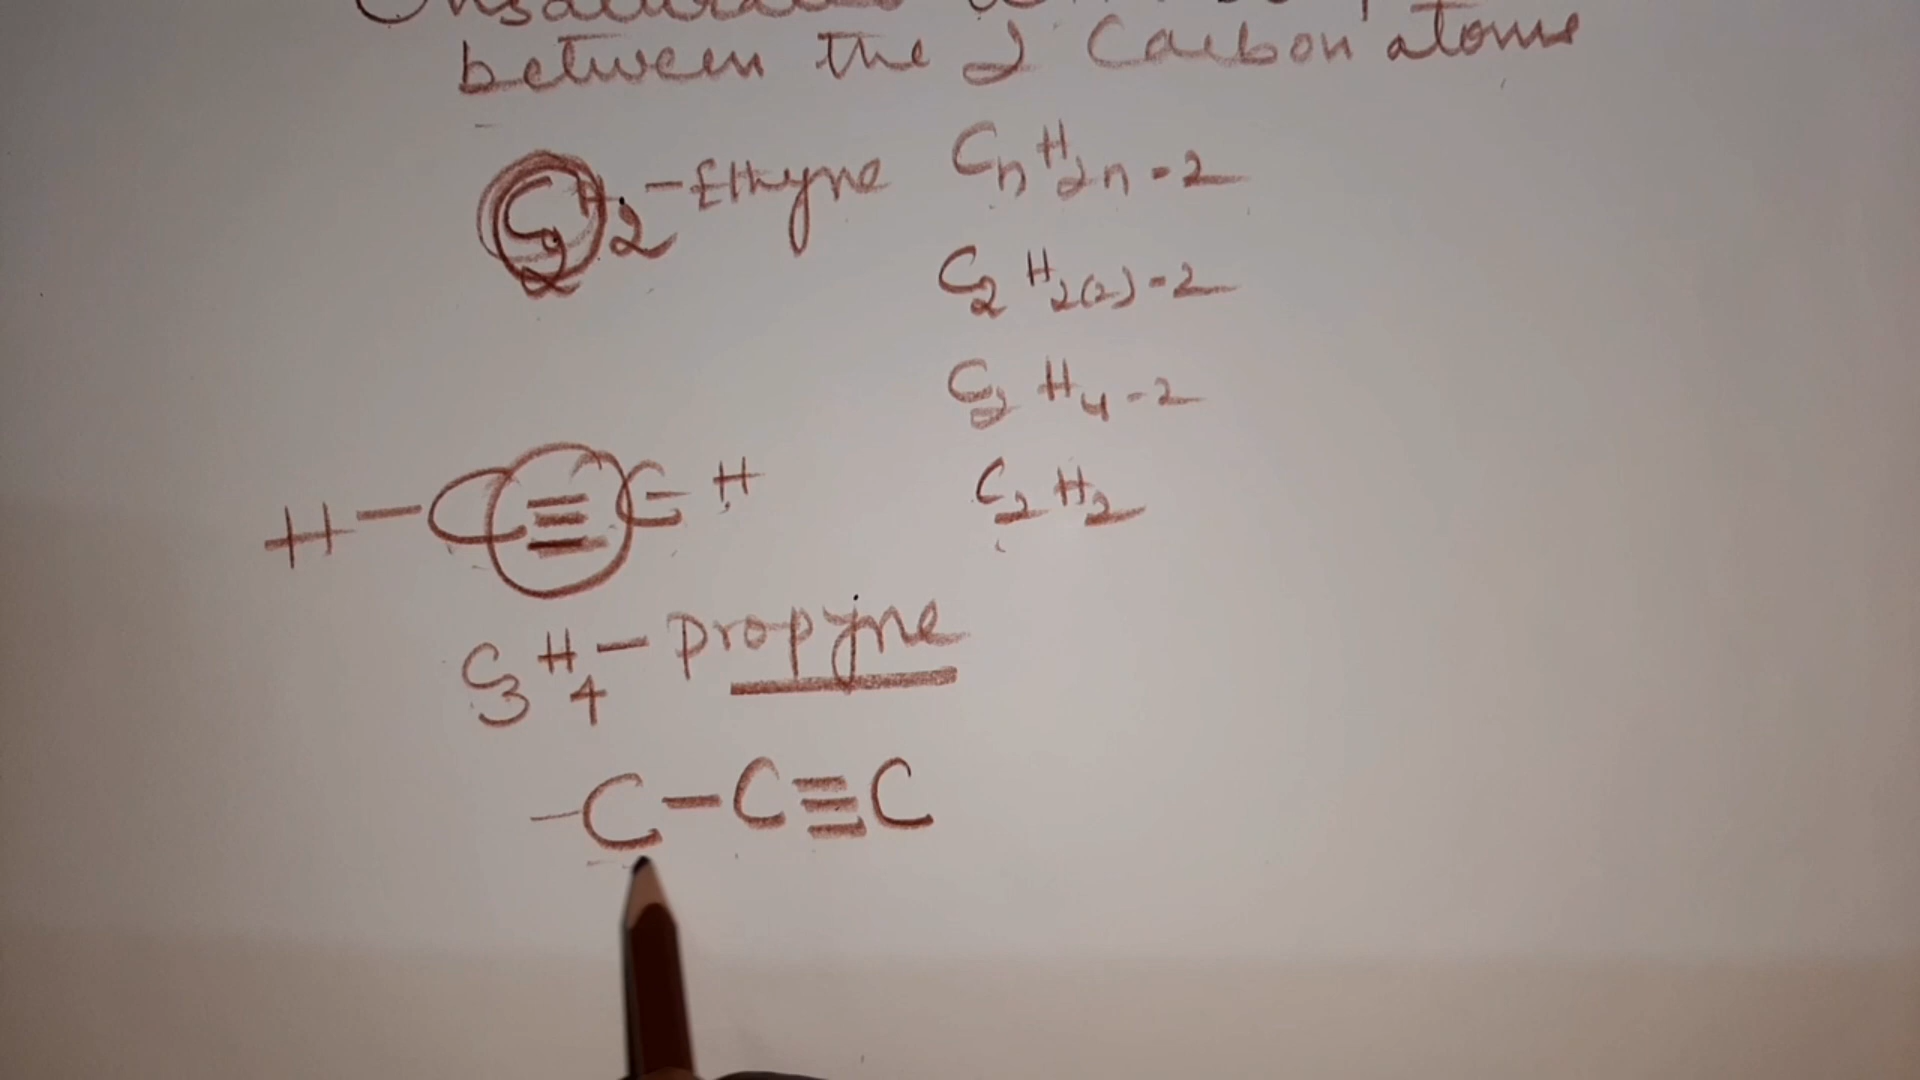 between the 2 Carbon atoms
C2H2 - Ethyne
CnH2n-2
C2H2(2)-2
C2H4-2
C2H2
H-C≡C-H
C3H4 - propyne
-C-C≡C